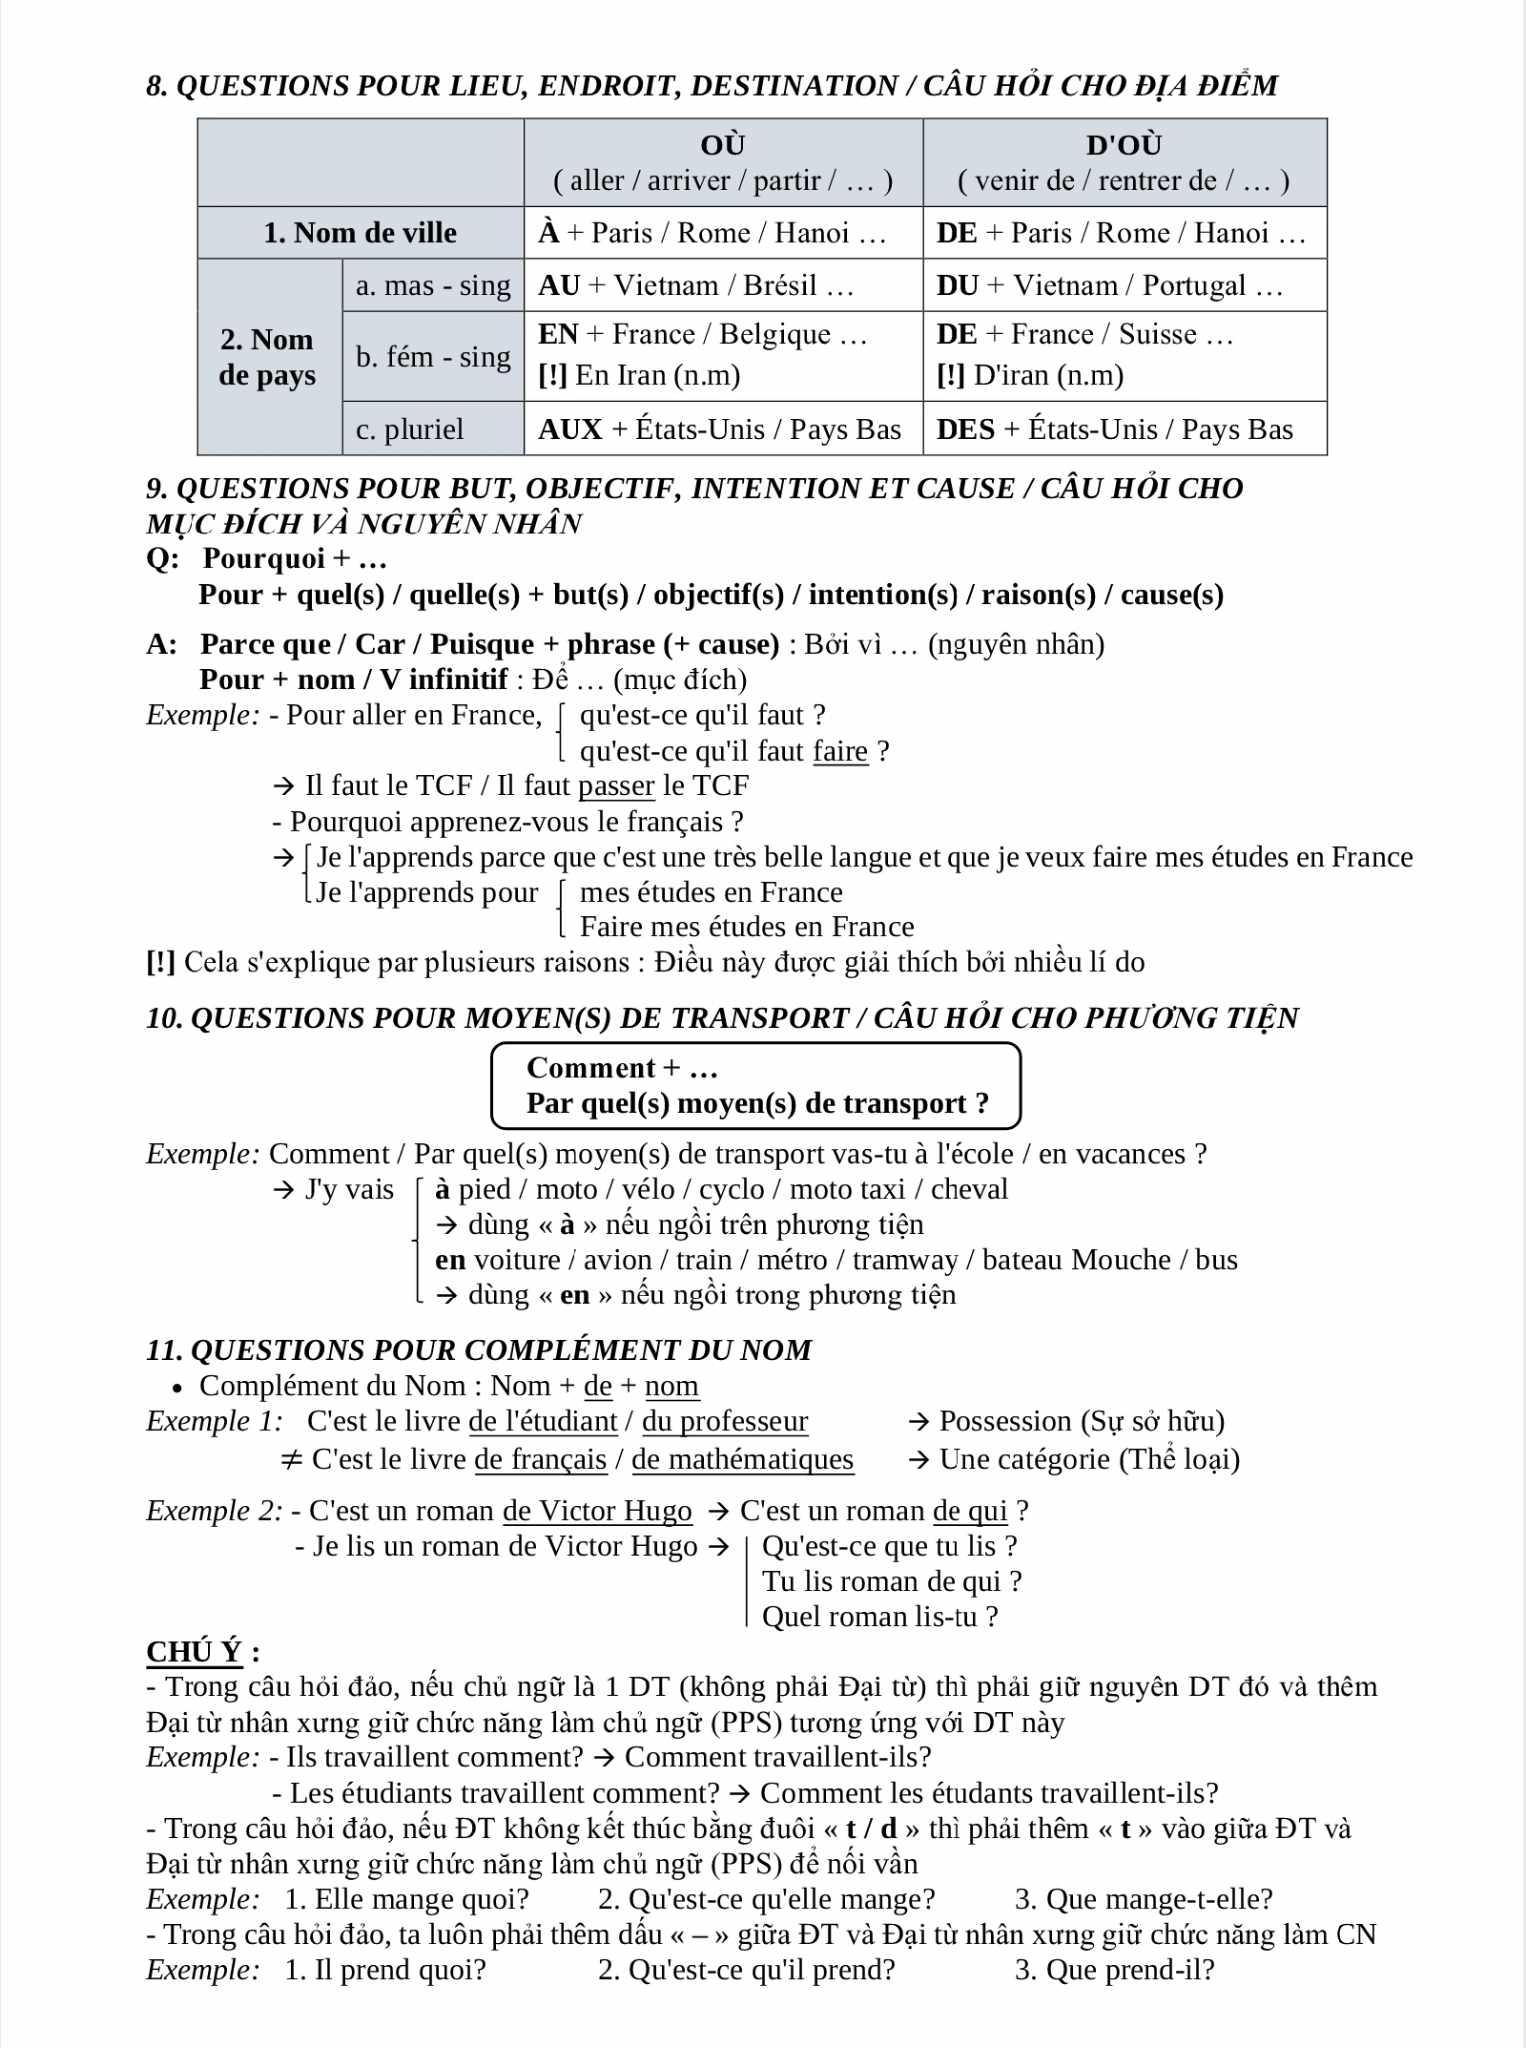 8. QUESTIONS POUR LIEU, ENDROIT, DESTINATION / CÂU HỎI CHO ĐỊA ĐIỂM
OÙ D'OÙ
( aller / arriver / partir / … ) ( venir de / rentrer de / … )
1. Nom de ville À + Paris / Rome / Hanoi … DE + Paris / Rome / Hanoi …
2. Nom de pays
a. mas - sing AU + Vietnam / Brésil … DU + Vietnam / Portugal …
b. fém - sing EN + France / Belgique … DE + France / Suisse …
[!] En Iran (n.m) [!] D'iran (n.m)
c. pluriel AUX + États-Unis / Pays Bas DES + États-Unis / Pays Bas
9. QUESTIONS POUR BUT, OBJECTIF, INTENTION ET CAUSE / CÂU HỎI CHO
MỤC ĐÍCH VÀ NGUYÊN NHÂN
Q: Pourquoi + …
Pour + quel(s) / quelle(s) + but(s) / objectif(s) / intention(s) / raison(s) / cause(s)
A: Parce que / Car / Puisque + phrase (+ cause) : Bởi vì … (nguyên nhân)
Pour + nom / V infinitif : Để … (mục đích)
Exemple: - Pour aller en France, qu'est-ce qu'il faut ?
qu'est-ce qu'il faut faire ?
→ Il faut le TCF / Il faut passer le TCF
- Pourquoi apprenez-vous le français ?
→ Je l'apprends parce que c'est une très belle langue et que je veux faire mes études en France
Je l'apprends pour mes études en France
Faire mes études en France
[!] Cela s'explique par plusieurs raisons : Điều này được giải thích bởi nhiều lí do
10. QUESTIONS POUR MOYEN(S) DE TRANSPORT / CÂU HỎI CHO PHƯƠNG TIỆN
Comment + …
Par quel(s) moyen(s) de transport ?
Exemple: Comment / Par quel(s) moyen(s) de transport vas-tu à l'école / en vacances ?
→ J'y vais à pied / moto / vélo / cyclo / moto taxi / cheval
→ dùng « à » nếu ngồi trên phương tiện
en voiture / avion / train / métro / tramway / bateau Mouche / bus
→ dùng « en » nếu ngồi trong phương tiện
11. QUESTIONS POUR COMPLÉMENT DU NOM
• Complément du Nom : Nom + de + nom
Exemple 1: C'est le livre de l'étudiant / du professeur → Possession (Sự sở hữu)
≠ C'est le livre de français / de mathématiques → Une catégorie (Thể loại)
Exemple 2: - C'est un roman de Victor Hugo → C'est un roman de qui ?
- Je lis un roman de Victor Hugo → Qu'est-ce que tu lis ?
Tu lis roman de qui ?
Quel roman lis-tu ?
CHÚ Ý :
- Trong câu hỏi đảo, nếu chủ ngữ là 1 DT (không phải Đại từ) thì phải giữ nguyên DT đó và thêm
Đại từ nhân xưng giữ chức năng làm chủ ngữ (PPS) tương ứng với DT này
Exemple: - Ils travaillent comment? → Comment travaillent-ils?
- Les étudiants travaillent comment? → Comment les étudants travaillent-ils?
- Trong câu hỏi đảo, nếu ĐT không kết thúc bằng đuôi « t / d » thì phải thêm « t » vào giữa ĐT và
Đại từ nhân xưng giữ chức năng làm chủ ngữ (PPS) để nối vần
Exemple: 1. Elle mange quoi? 2. Qu'est-ce qu'elle mange? 3. Que mange-t-elle?
- Trong câu hỏi đảo, ta luôn phải thêm dấu « – » giữa ĐT và Đại từ nhân xưng giữ chức năng làm CN
Exemple: 1. Il prend quoi? 2. Qu'est-ce qu'il prend? 3. Que prend-il?